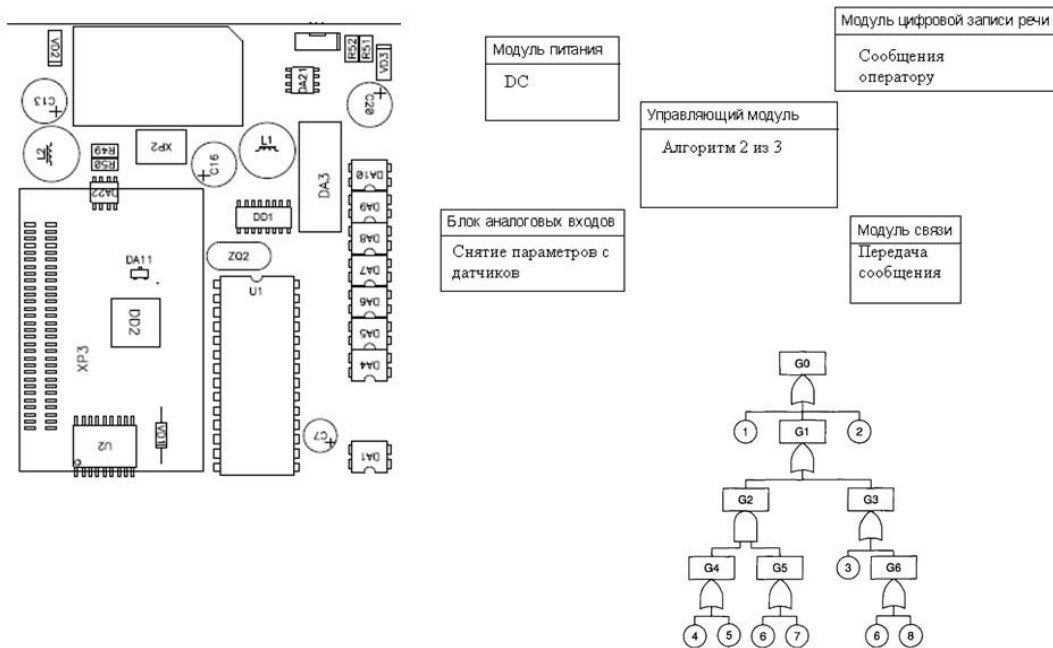 VD21
C13
L2
R49
R50
DA22
XP2
C16
L1
DA21
R52
R51
VD3
C20
DA3
DD1
ZQ2
U1
DA10
DA9
DA8
DA7
DA6
DA5
DA4
DA1
C7
DA11
DD2
XP3
U2
VD1
Модуль питания
DC
Модуль цифровой записи речи
Сообщения
оператору
Управляющий модуль
Алгоритм 2 из 3
Блок аналоговых входов
Снятие параметров с
датчиков
Модуль связи
Передача
сообщения
G0
1 G1 2
G2 G3
G4 G5 3 G6
4 5 6 7 6 8